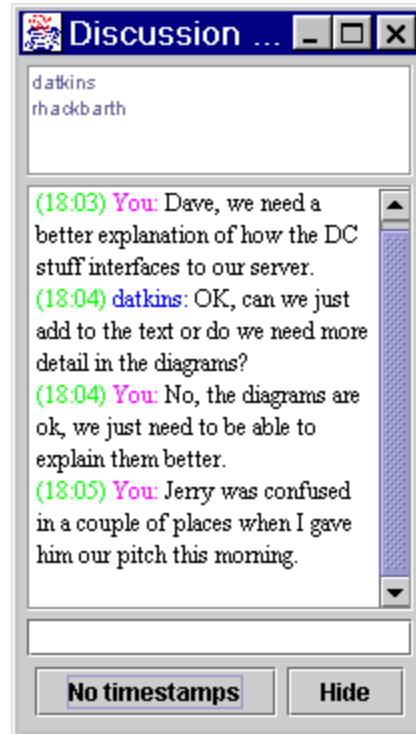 Discussion ...
datkins
rhackbarth
(18:03) You: Dave, we need a
better explanation of how the DC
stuff interfaces to our server.
(18:04) datkins: OK, can we just
add to the text or do we need more
detail in the diagrams?
(18:04) You: No, the diagrams are
ok, we just need to be able to
explain them better.
(18:05) You: Jerry was confused
in a couple of places when I gave
him our pitch this morning.
No timestamps Hide